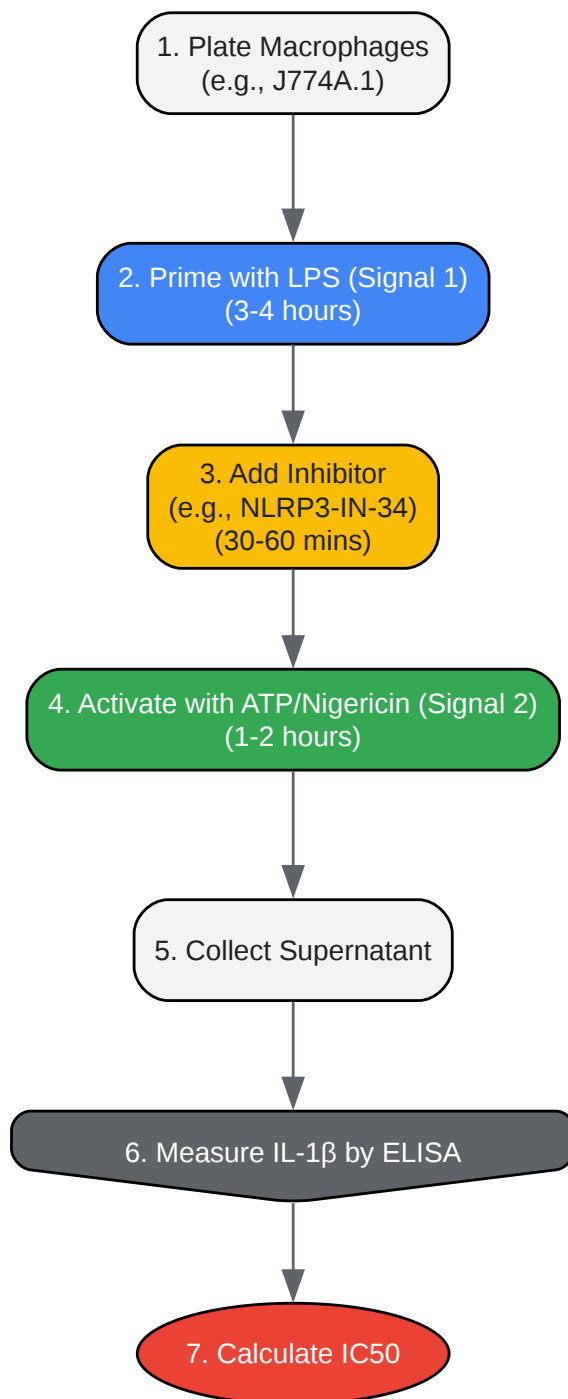 1. Plate Macrophages
(e.g., J774A.1)
2. Prime with LPS (Signal 1)
(3-4 hours)
3. Add Inhibitor
(e.g., NLRP3-IN-34)
(30-60 mins)
4. Activate with ATP/Nigericin (Signal 2)
(1-2 hours)
5. Collect Supernatant
6. Measure IL-1β by ELISA
7. Calculate IC50